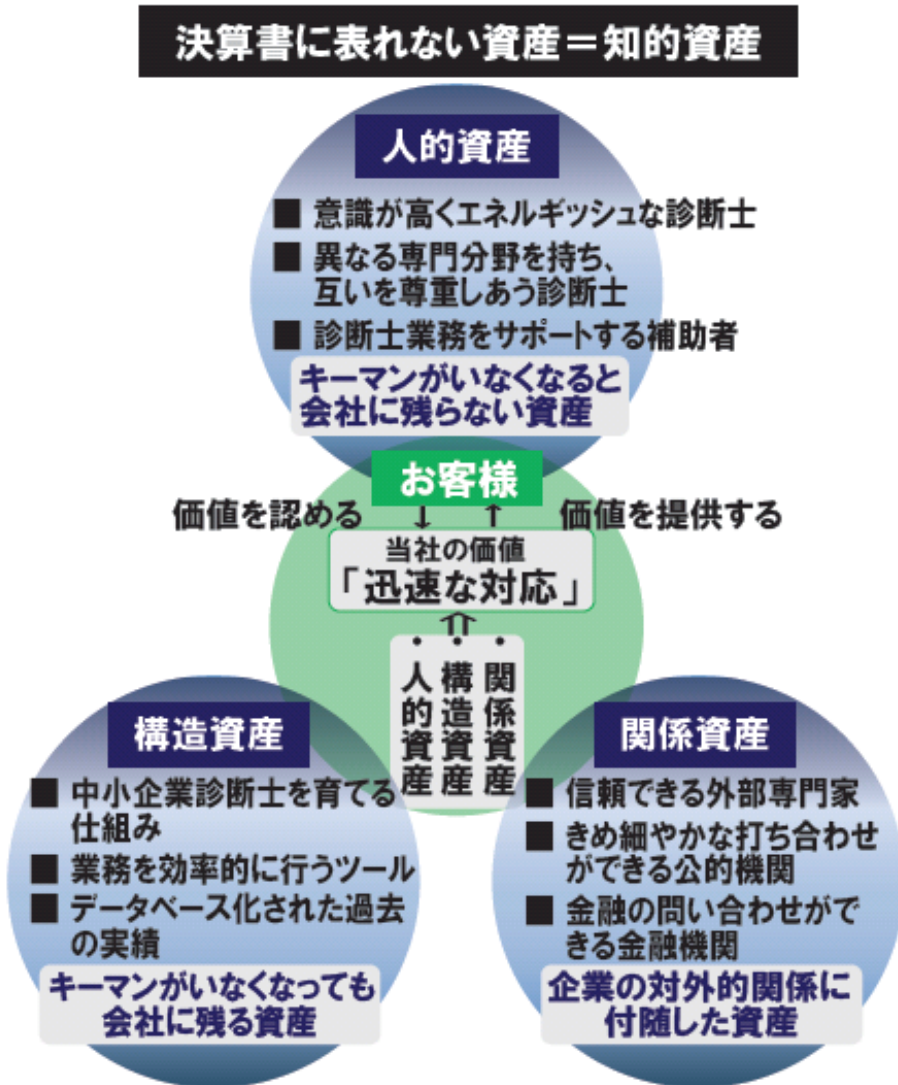 決算書に表れない資産＝知的資産
人的資産
■ 意識が高くエネルギッシュな診断士
■ 異なる専門分野を持ち、
互いを尊重しあう診断士
■ 診断士業務をサポートする補助者
キーマンがいなくなると
会社に残らない資産
お客様
価値を認める ↓ ↑ 価値を提供する
当社の価値
「迅速な対応」
⇑
・人的資産
・構造資産
・関係資産
構造資産
■ 中小企業診断士を育てる
仕組み
■ 業務を効率的に行うツール
■ データベース化された過去
の実績
キーマンがいなくなっても
会社に残る資産
関係資産
■ 信頼できる外部専門家
■ きめ細やかな打ち合わせ
ができる公的機関
■ 金融の問い合わせがで
きる金融機関
企業の対外的関係に
付随した資産